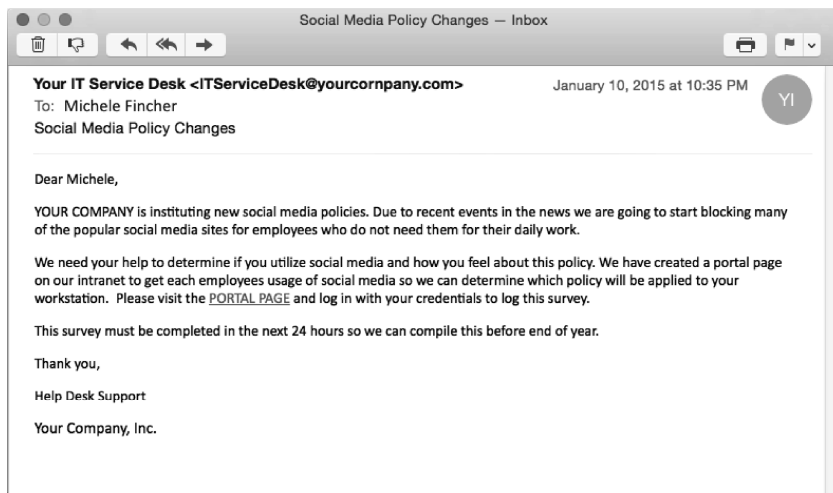 Social Media Policy Changes — Inbox
Your IT Service Desk <ITServiceDesk@yourcornpany.com>
January 10, 2015 at 10:35 PM
To: Michele Fincher
YI
Social Media Policy Changes
Dear Michele,
YOUR COMPANY is instituting new social media policies. Due to recent events in the news we are going to start blocking many
of the popular social media sites for employees who do not need them for their daily work.
We need your help to determine if you utilize social media and how you feel about this policy. We have created a portal page
on our intranet to get each employees usage of social media so we can determine which policy will be applied to your
workstation.  Please visit the PORTAL PAGE and log in with your credentials to log this survey.
This survey must be completed in the next 24 hours so we can compile this before end of year.
Thank you,
Help Desk Support
Your Company, Inc.